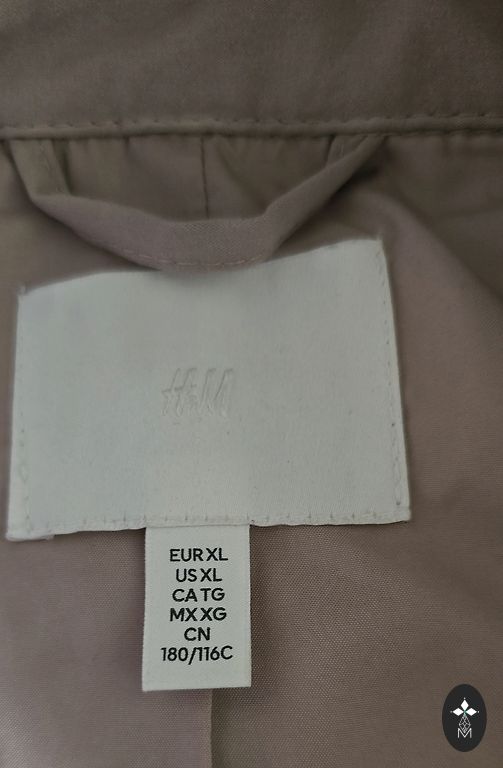 H&M
EUR XL
US XL
CA TG
MX XG
CN
180/116C
M